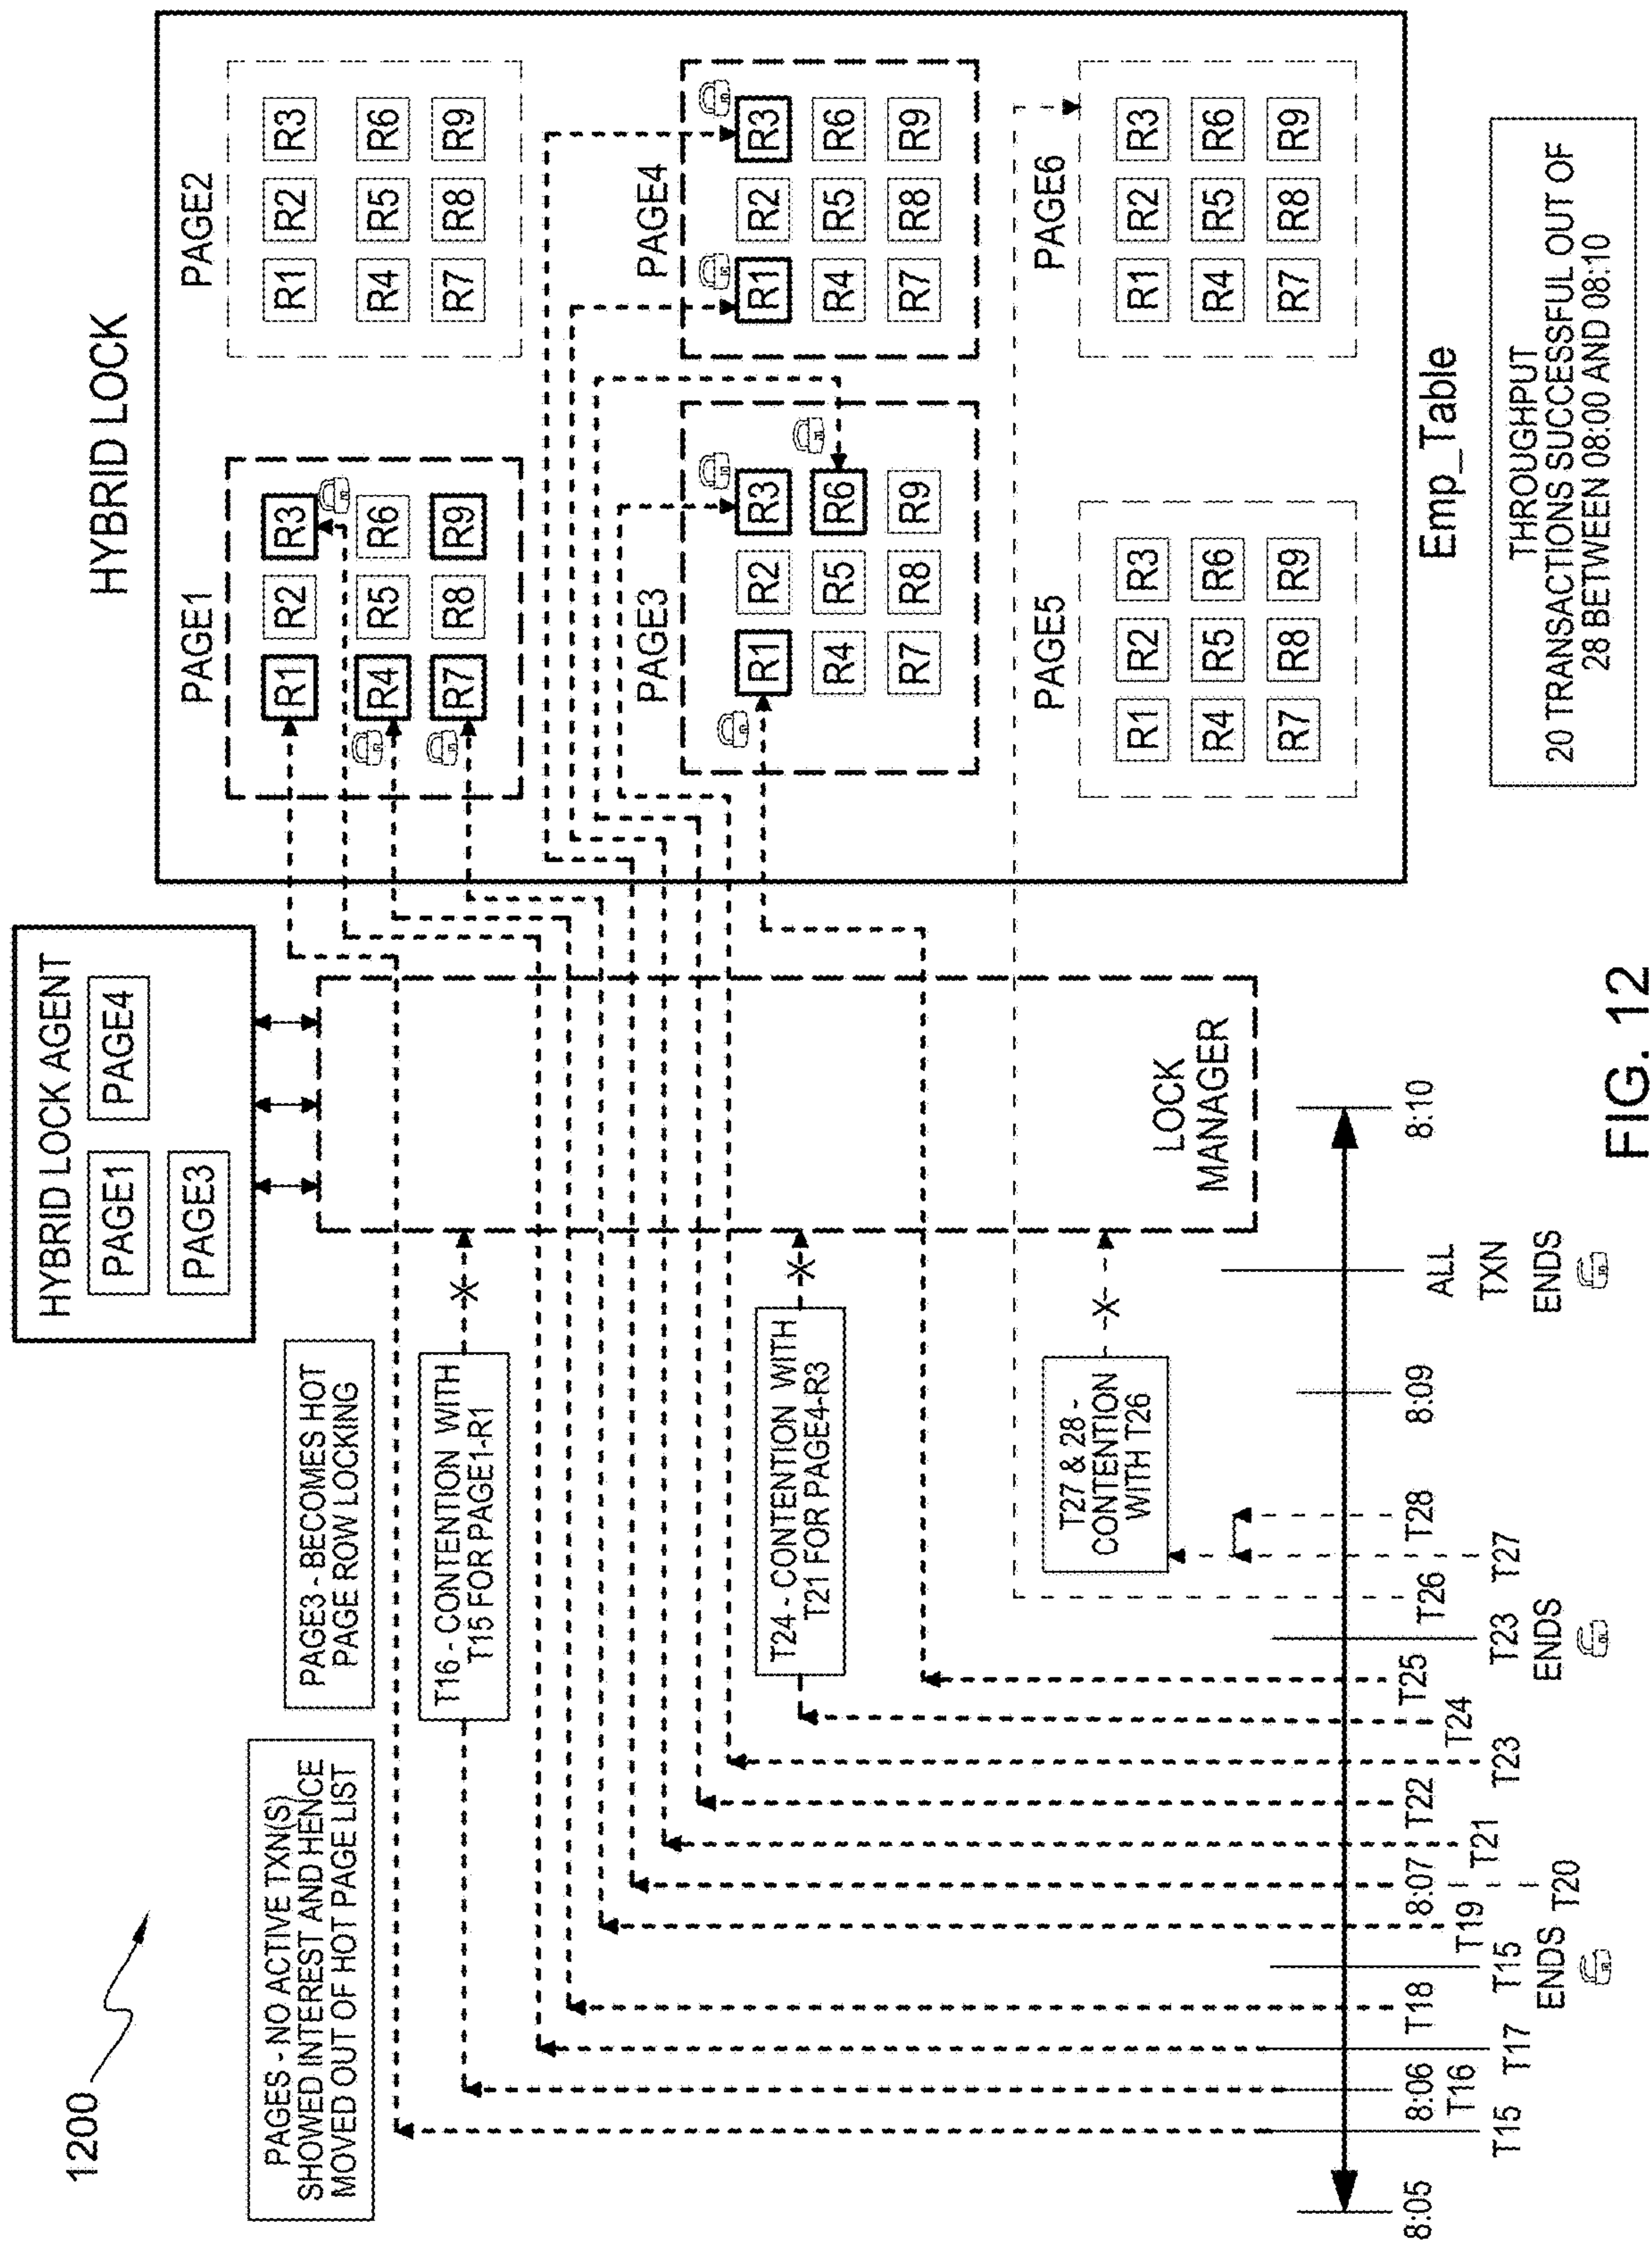 1200
HYBRID LOCK
PAGES - NO ACTIVE TXN(S)
SHOWED INTEREST AND HENCE
MOVED OUT OF HOT PAGE LIST
PAGE3 - BECOMES HOT
PAGE ROW LOCKING
HYBRID LOCK AGENT
PAGE1 PAGE4
PAGE3
T16 - CONTENTION WITH
T15 FOR PAGE1-R1
T24 - CONTENTION WITH
T21 FOR PAGE4-R3
T27 & 28 -
CONTENTION
WITH T26
LOCK
MANAGER
PAGE1
R1 R2 R3
R4 R5 R6
R7 R8 R9
PAGE2
R1 R2 R3
R4 R5 R6
R7 R8 R9
PAGE3
R1 R2 R3
R4 R5 R6
R7 R8 R9
PAGE4
R1 R2 R3
R4 R5 R6
R7 R8 R9
PAGE5
R1 R2 R3
R4 R5 R6
R7 R8 R9
PAGE6
R1 R2 R3
R4 R5 R6
R7 R8 R9
Emp_Table
8:05
T15
8:06
T16
T17
T18
T15
ENDS
T19
8:07
T20
T21
T22
T23
T24
T25
T23
ENDS
T26
T27
T28
8:09
ALL
TXN
ENDS
8:10
THROUGHPUT
20 TRANSACTIONS SUCCESSFUL OUT OF
28 BETWEEN 08:00 AND 08:10
FIG. 12